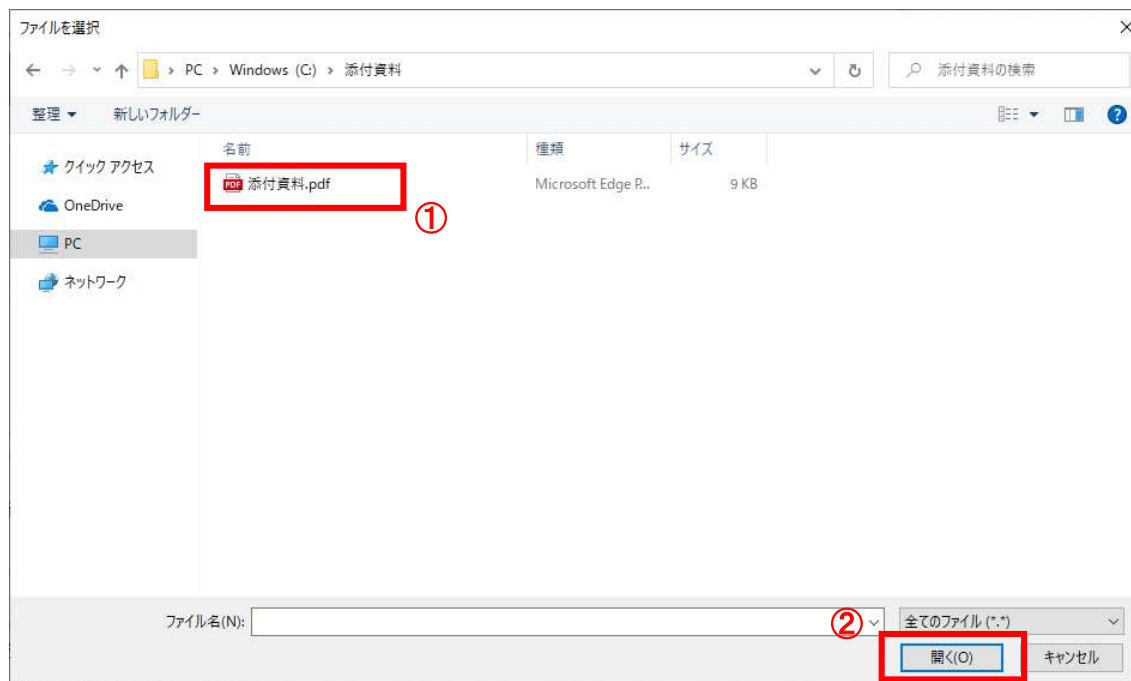 ファイルを選択
PC › Windows (C:) › 添付資料
添付資料の検索
整理
新しいフォルダー
名前 種類 サイズ
クイック アクセス
PDF 添付資料.pdf Microsoft Edge P... 9 KB
①
OneDrive
PC
ネットワーク
ファイル名(N):
②
全てのファイル (*.*)
開く(O) キャンセル